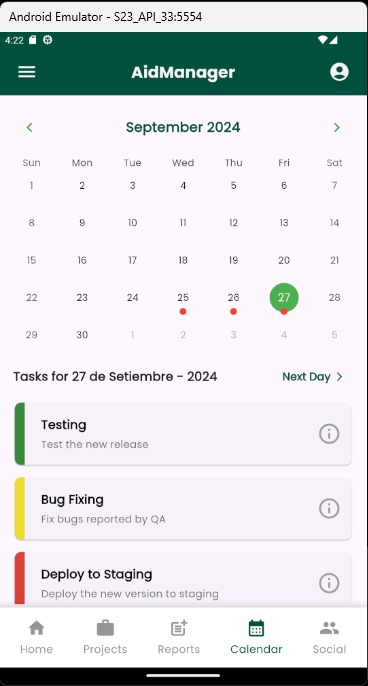 Android Emulator - S23_API_33:5554
4:22
AidManager
September 2024
Sun Mon Tue Wed Thu Fri Sat
1 2 3 4 5 6 7
8 9 10 11 12 13 14
15 16 17 18 19 20 21
22 23 24 25 26 27 28
29 30 1 2 3 4 5
Tasks for 27 de Setiembre - 2024 Next Day
Testing
Test the new release
Bug Fixing
Fix bugs reported by QA
Deploy to Staging
Deploy the new version to staging
Home Projects Reports Calendar Social